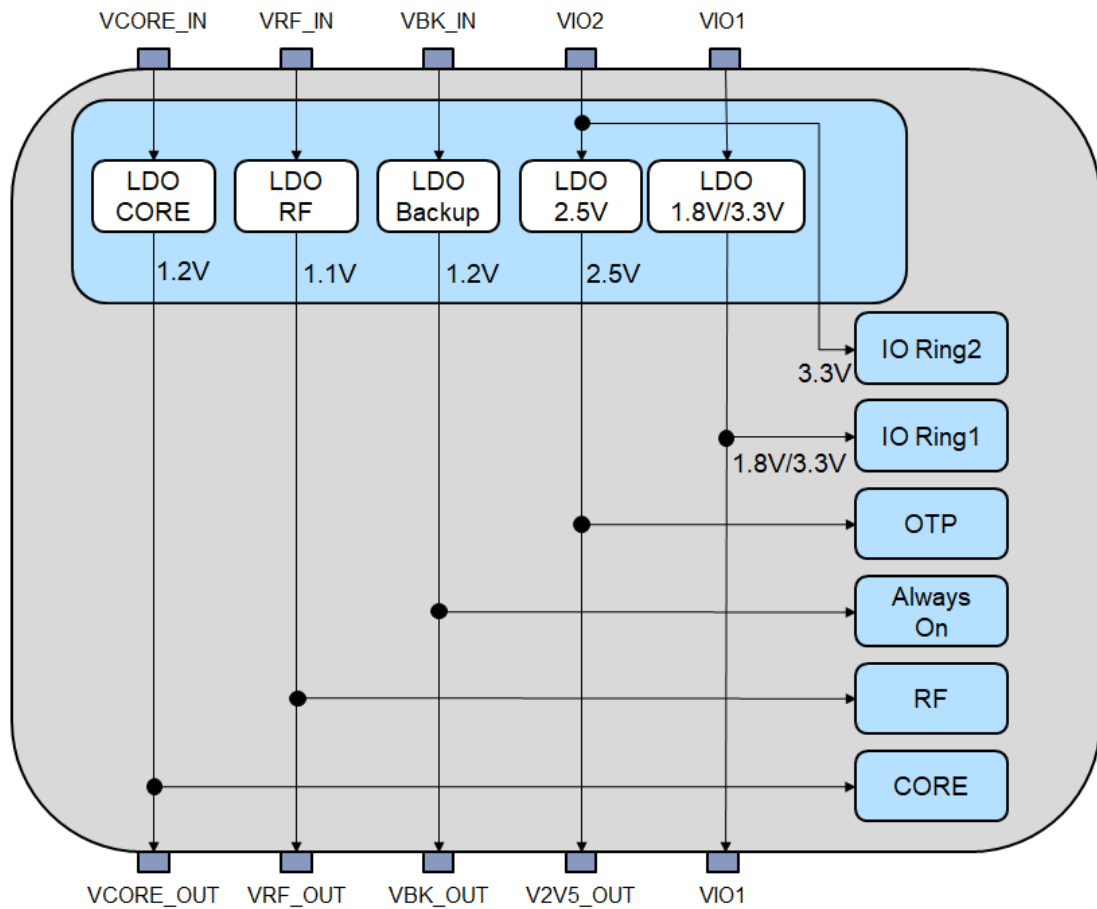 VCORE_IN
VRF_IN
VBK_IN
VIO2
VIO1
LDO
CORE
LDO
RF
LDO
Backup
LDO
2.5V
LDO
1.8V/3.3V
1.2V
1.1V
1.2V
2.5V
IO Ring2
3.3V
IO Ring1
1.8V/3.3V
OTP
Always
On
RF
CORE
VCORE_OUT
VRF_OUT
VBK_OUT
V2V5_OUT
VIO1